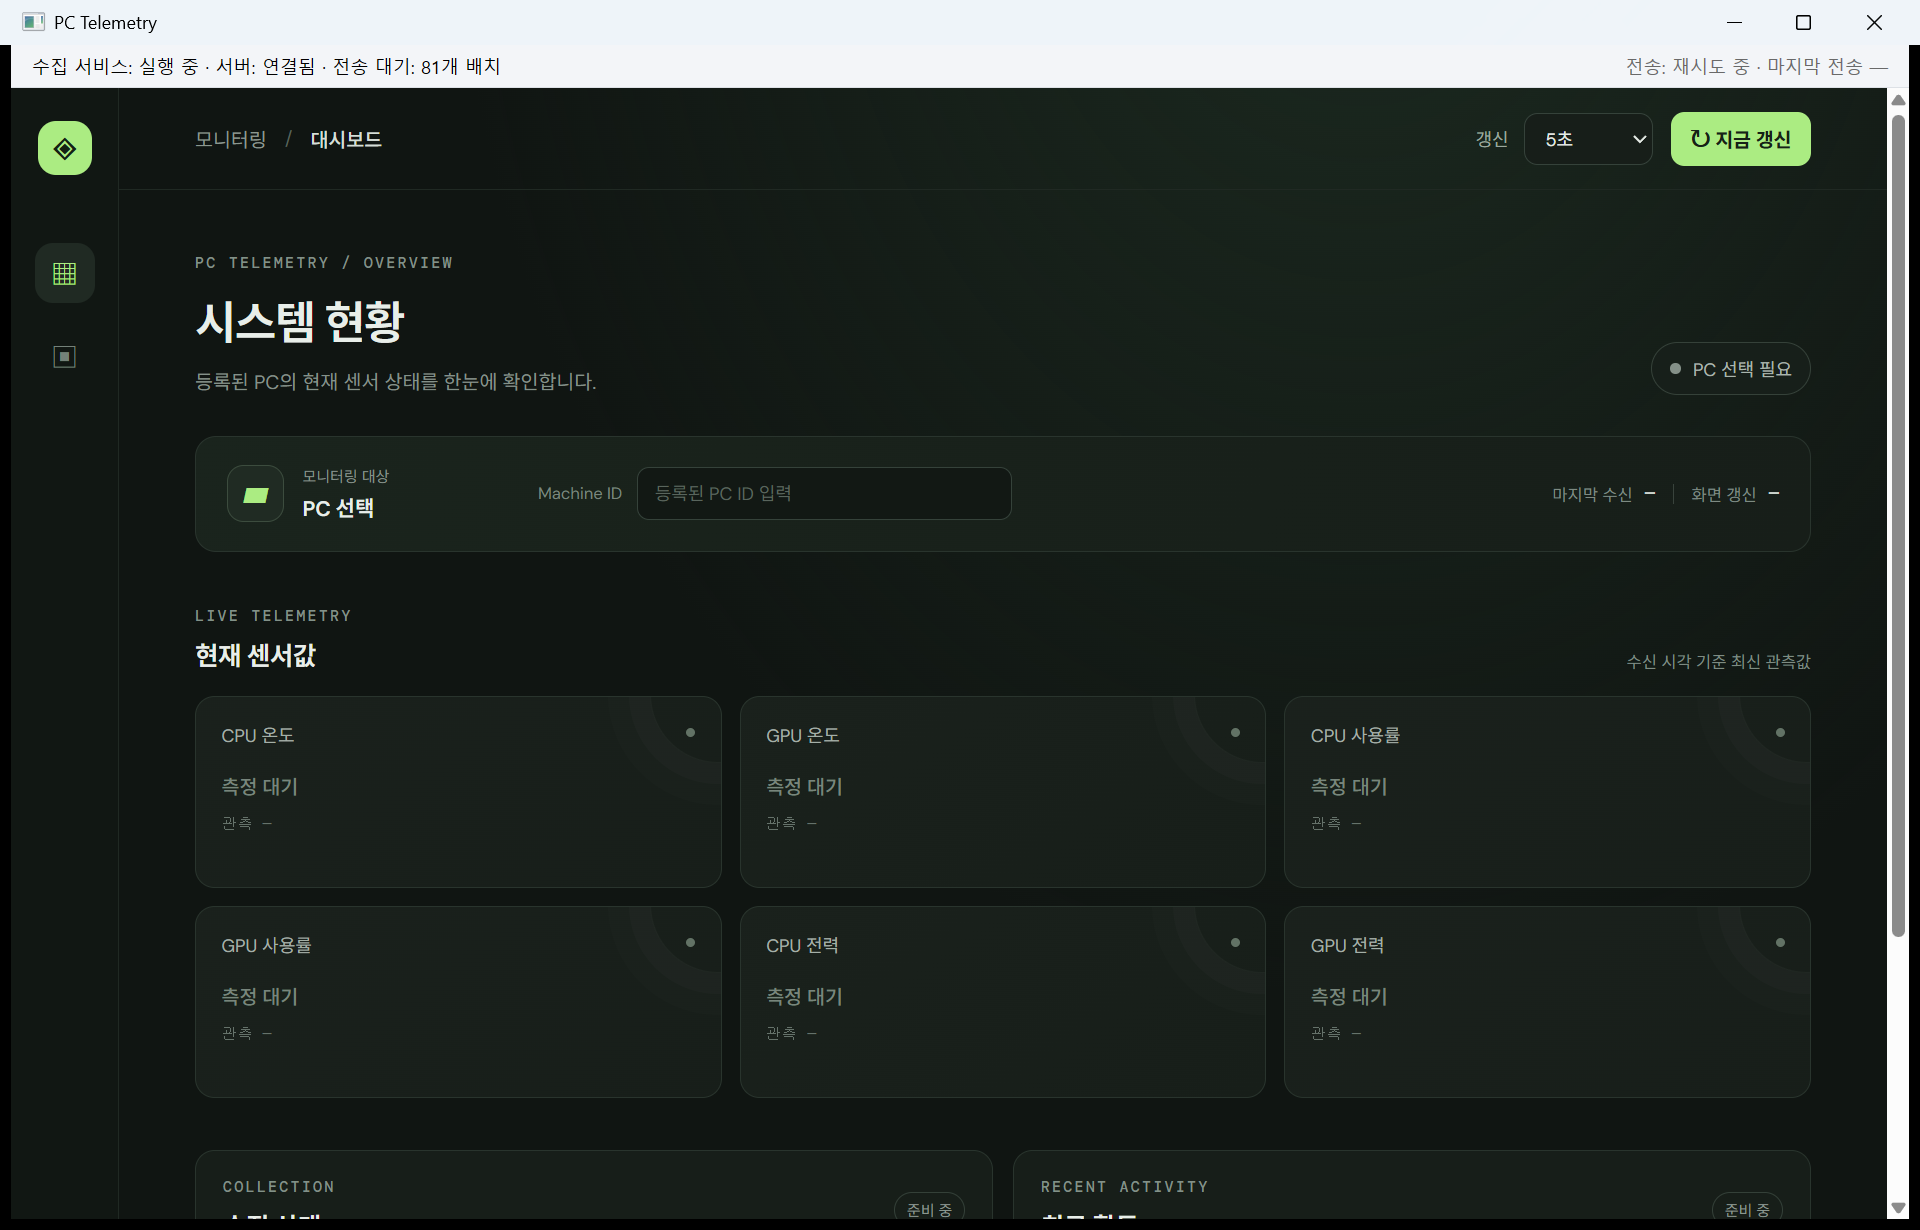 PC Telemetry
수집 서비스: 실행 중 · 서버: 연결됨 · 전송 대기: 81개 배치
전송: 재시도 중 · 마지막 전송 —
모니터링 / 대시보드
갱신 5초 ↻ 지금 갱신
PC TELEMETRY / OVERVIEW
시스템 현황
등록된 PC의 현재 센서 상태를 한눈에 확인합니다.
PC 선택 필요
모니터링 대상
PC 선택
Machine ID 등록된 PC ID 입력
마지막 수신 – 화면 갱신 –
LIVE TELEMETRY
현재 센서값
수신 시각 기준 최신 관측값
CPU 온도
측정 대기
관측 –
GPU 온도
측정 대기
관측 –
CPU 사용률
측정 대기
관측 –
GPU 사용률
측정 대기
관측 –
CPU 전력
측정 대기
관측 –
GPU 전력
측정 대기
관측 –
COLLECTION
준비 중
RECENT ACTIVITY
준비 중